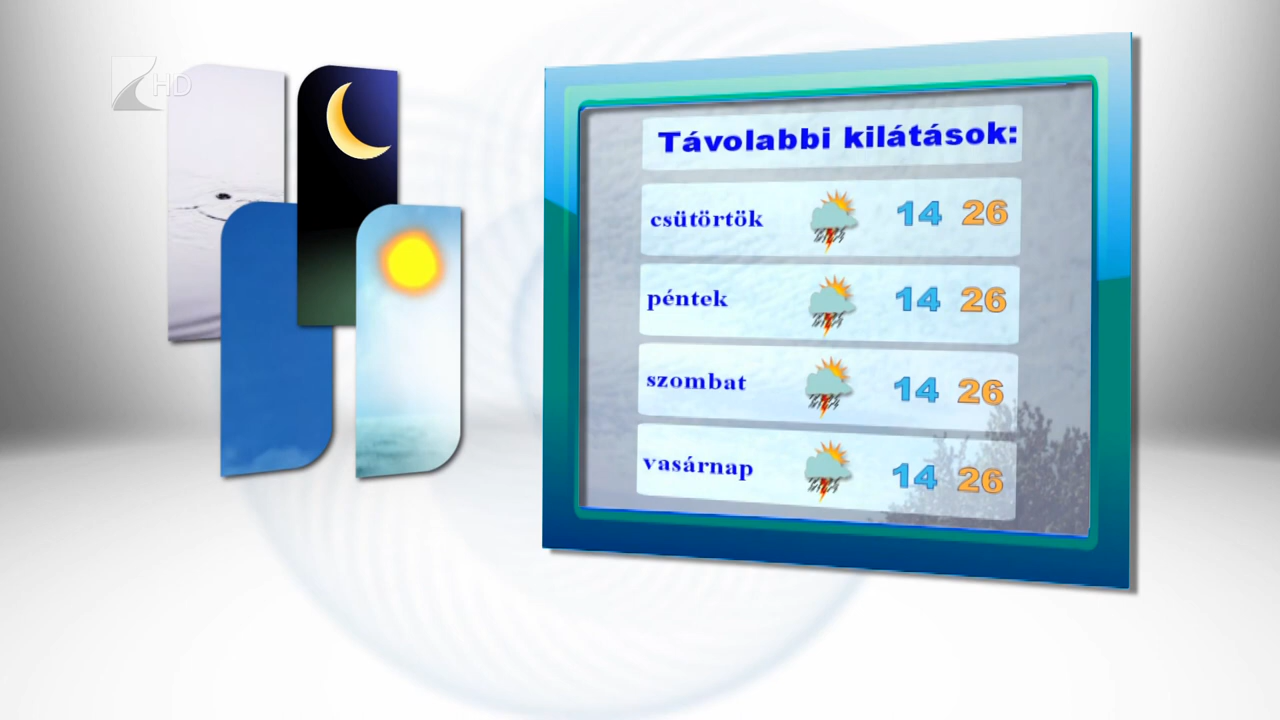 HD
Távolabbi kilátások:
csütörtök 14 26
péntek 14 26
szombat 14 26
vasárnap 14 26